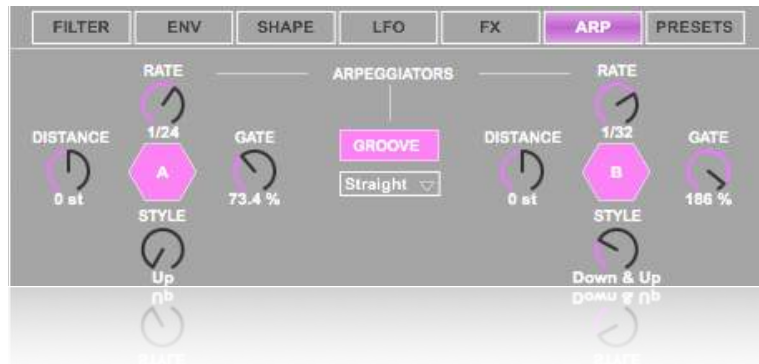 FILTER ENV SHAPE LFO FX ARP PRESETS
RATE ARPEGGIATORS RATE
1/24 1/32
DISTANCE GATE GROOVE DISTANCE GATE
A B
0 st 73.4 % Straight 0 st 186 %
STYLE STYLE
Up Down & Up